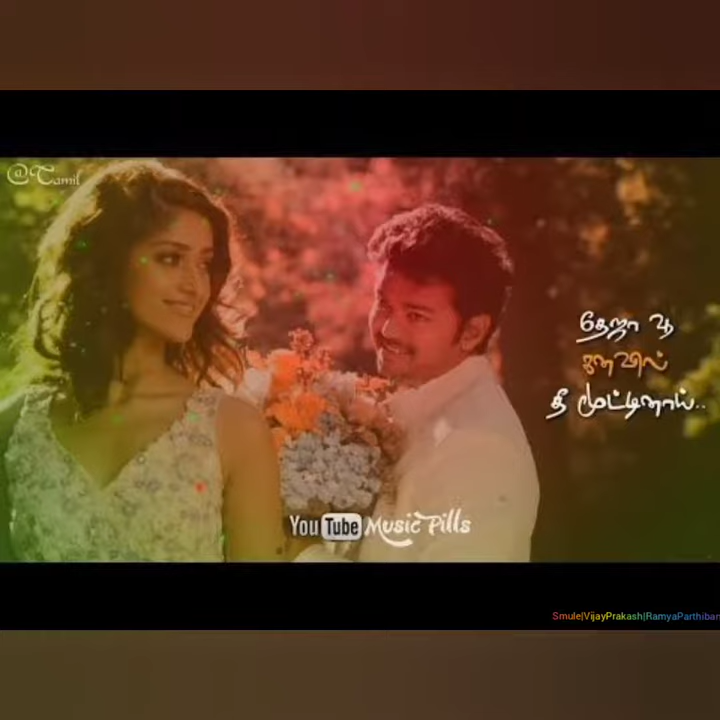 @Tamil
தேஜா வூ
கனவில்
தீ மூட்டினாய்..
YouTube Music Pills
Smule|VijayPrakash|RamyaParthiban